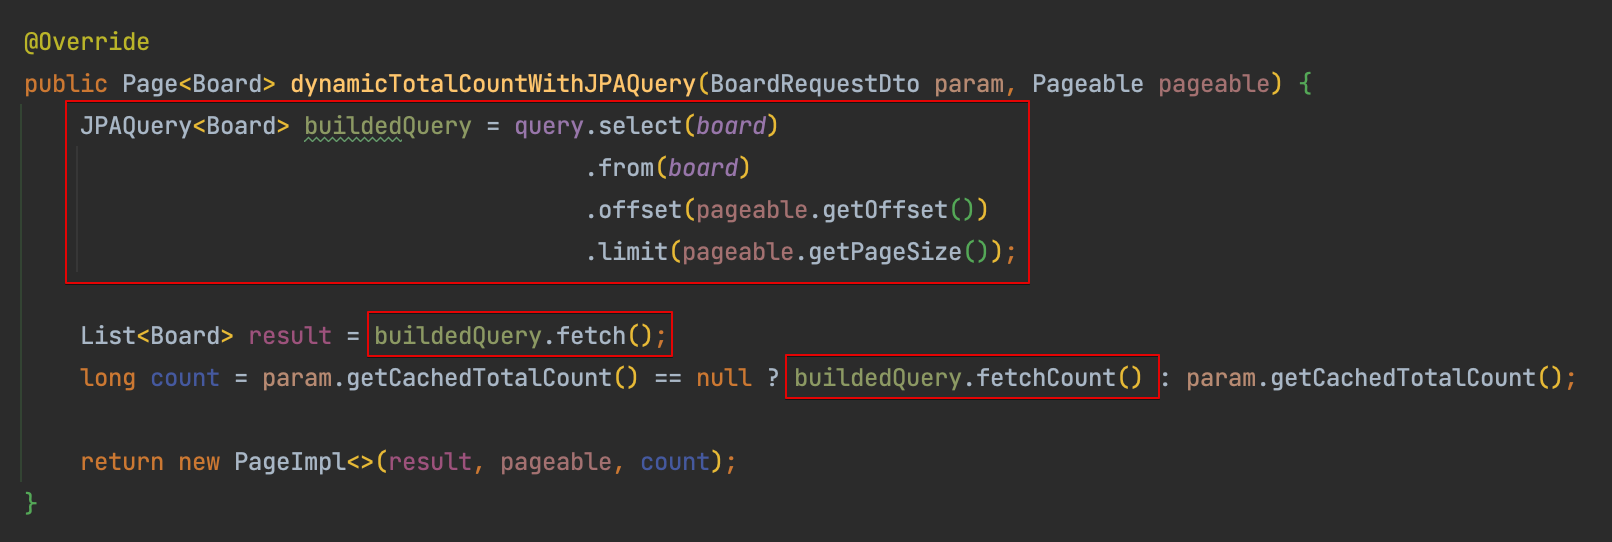 @Override
public Page<Board> dynamicTotalCountWithJPAQuery(BoardRequestDto param, Pageable pageable) {
JPAQuery<Board> buildedQuery = query.select(board)
.from(board)
.offset(pageable.getOffset())
.limit(pageable.getPageSize());
List<Board> result = buildedQuery.fetch();
long count = param.getCachedTotalCount() == null ? buildedQuery.fetchCount() : param.getCachedTotalCount();
return new PageImpl<>(result, pageable, count);
}